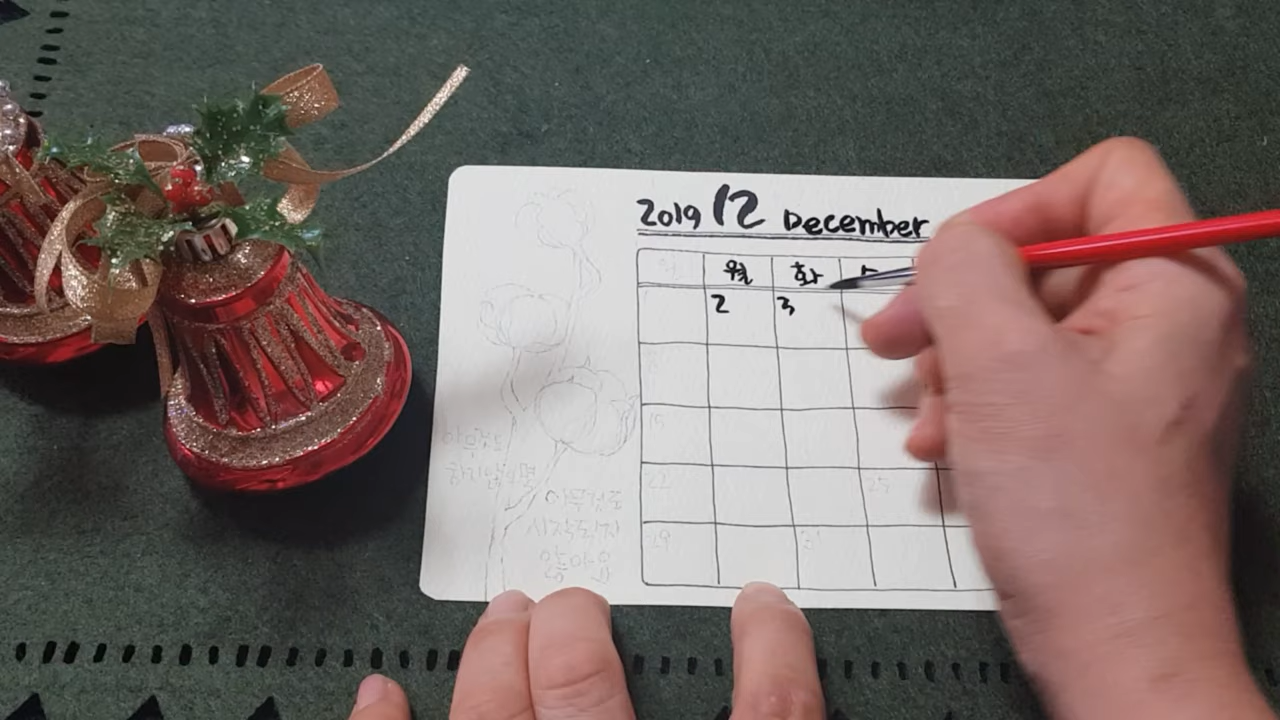 2019 12 December
월 화
2 3
15
22 25
29 31
아무것도
하지않으면
아무것도
시작되지
않아요